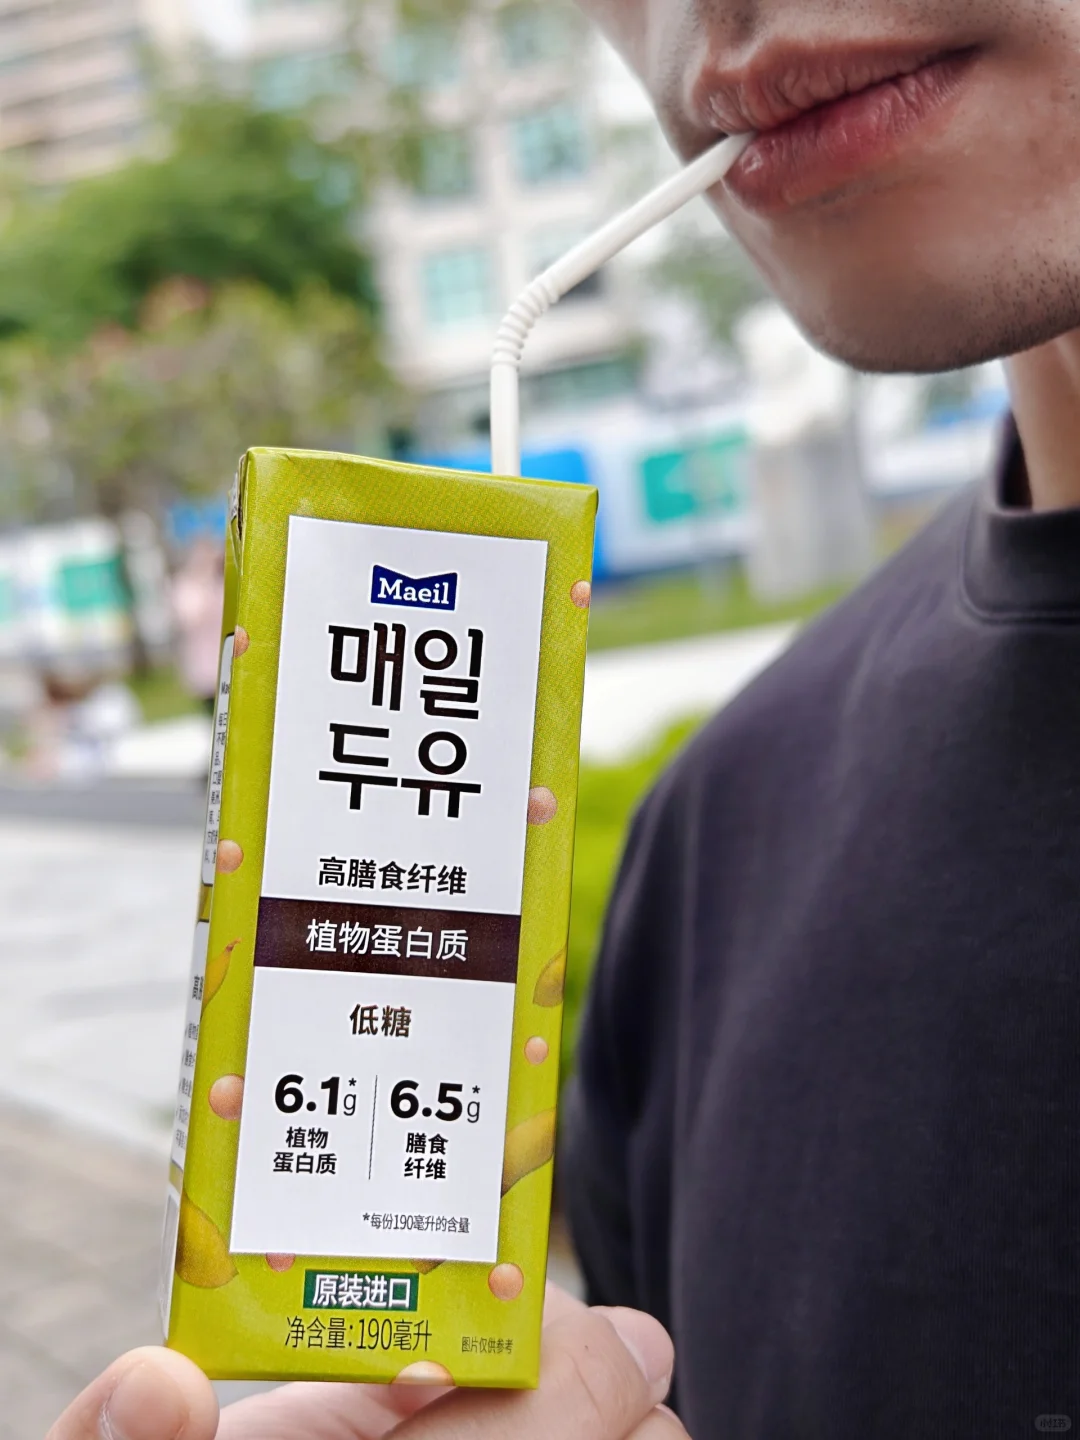 Maeil
매일
두유
高膳食纤维
植物蛋白质
低糖
6.1g* 6.5g*
植物 膳食
蛋白质 纤维
*每份190毫升的含量
原装进口
净含量:190毫升 图片仅供参考
小红书